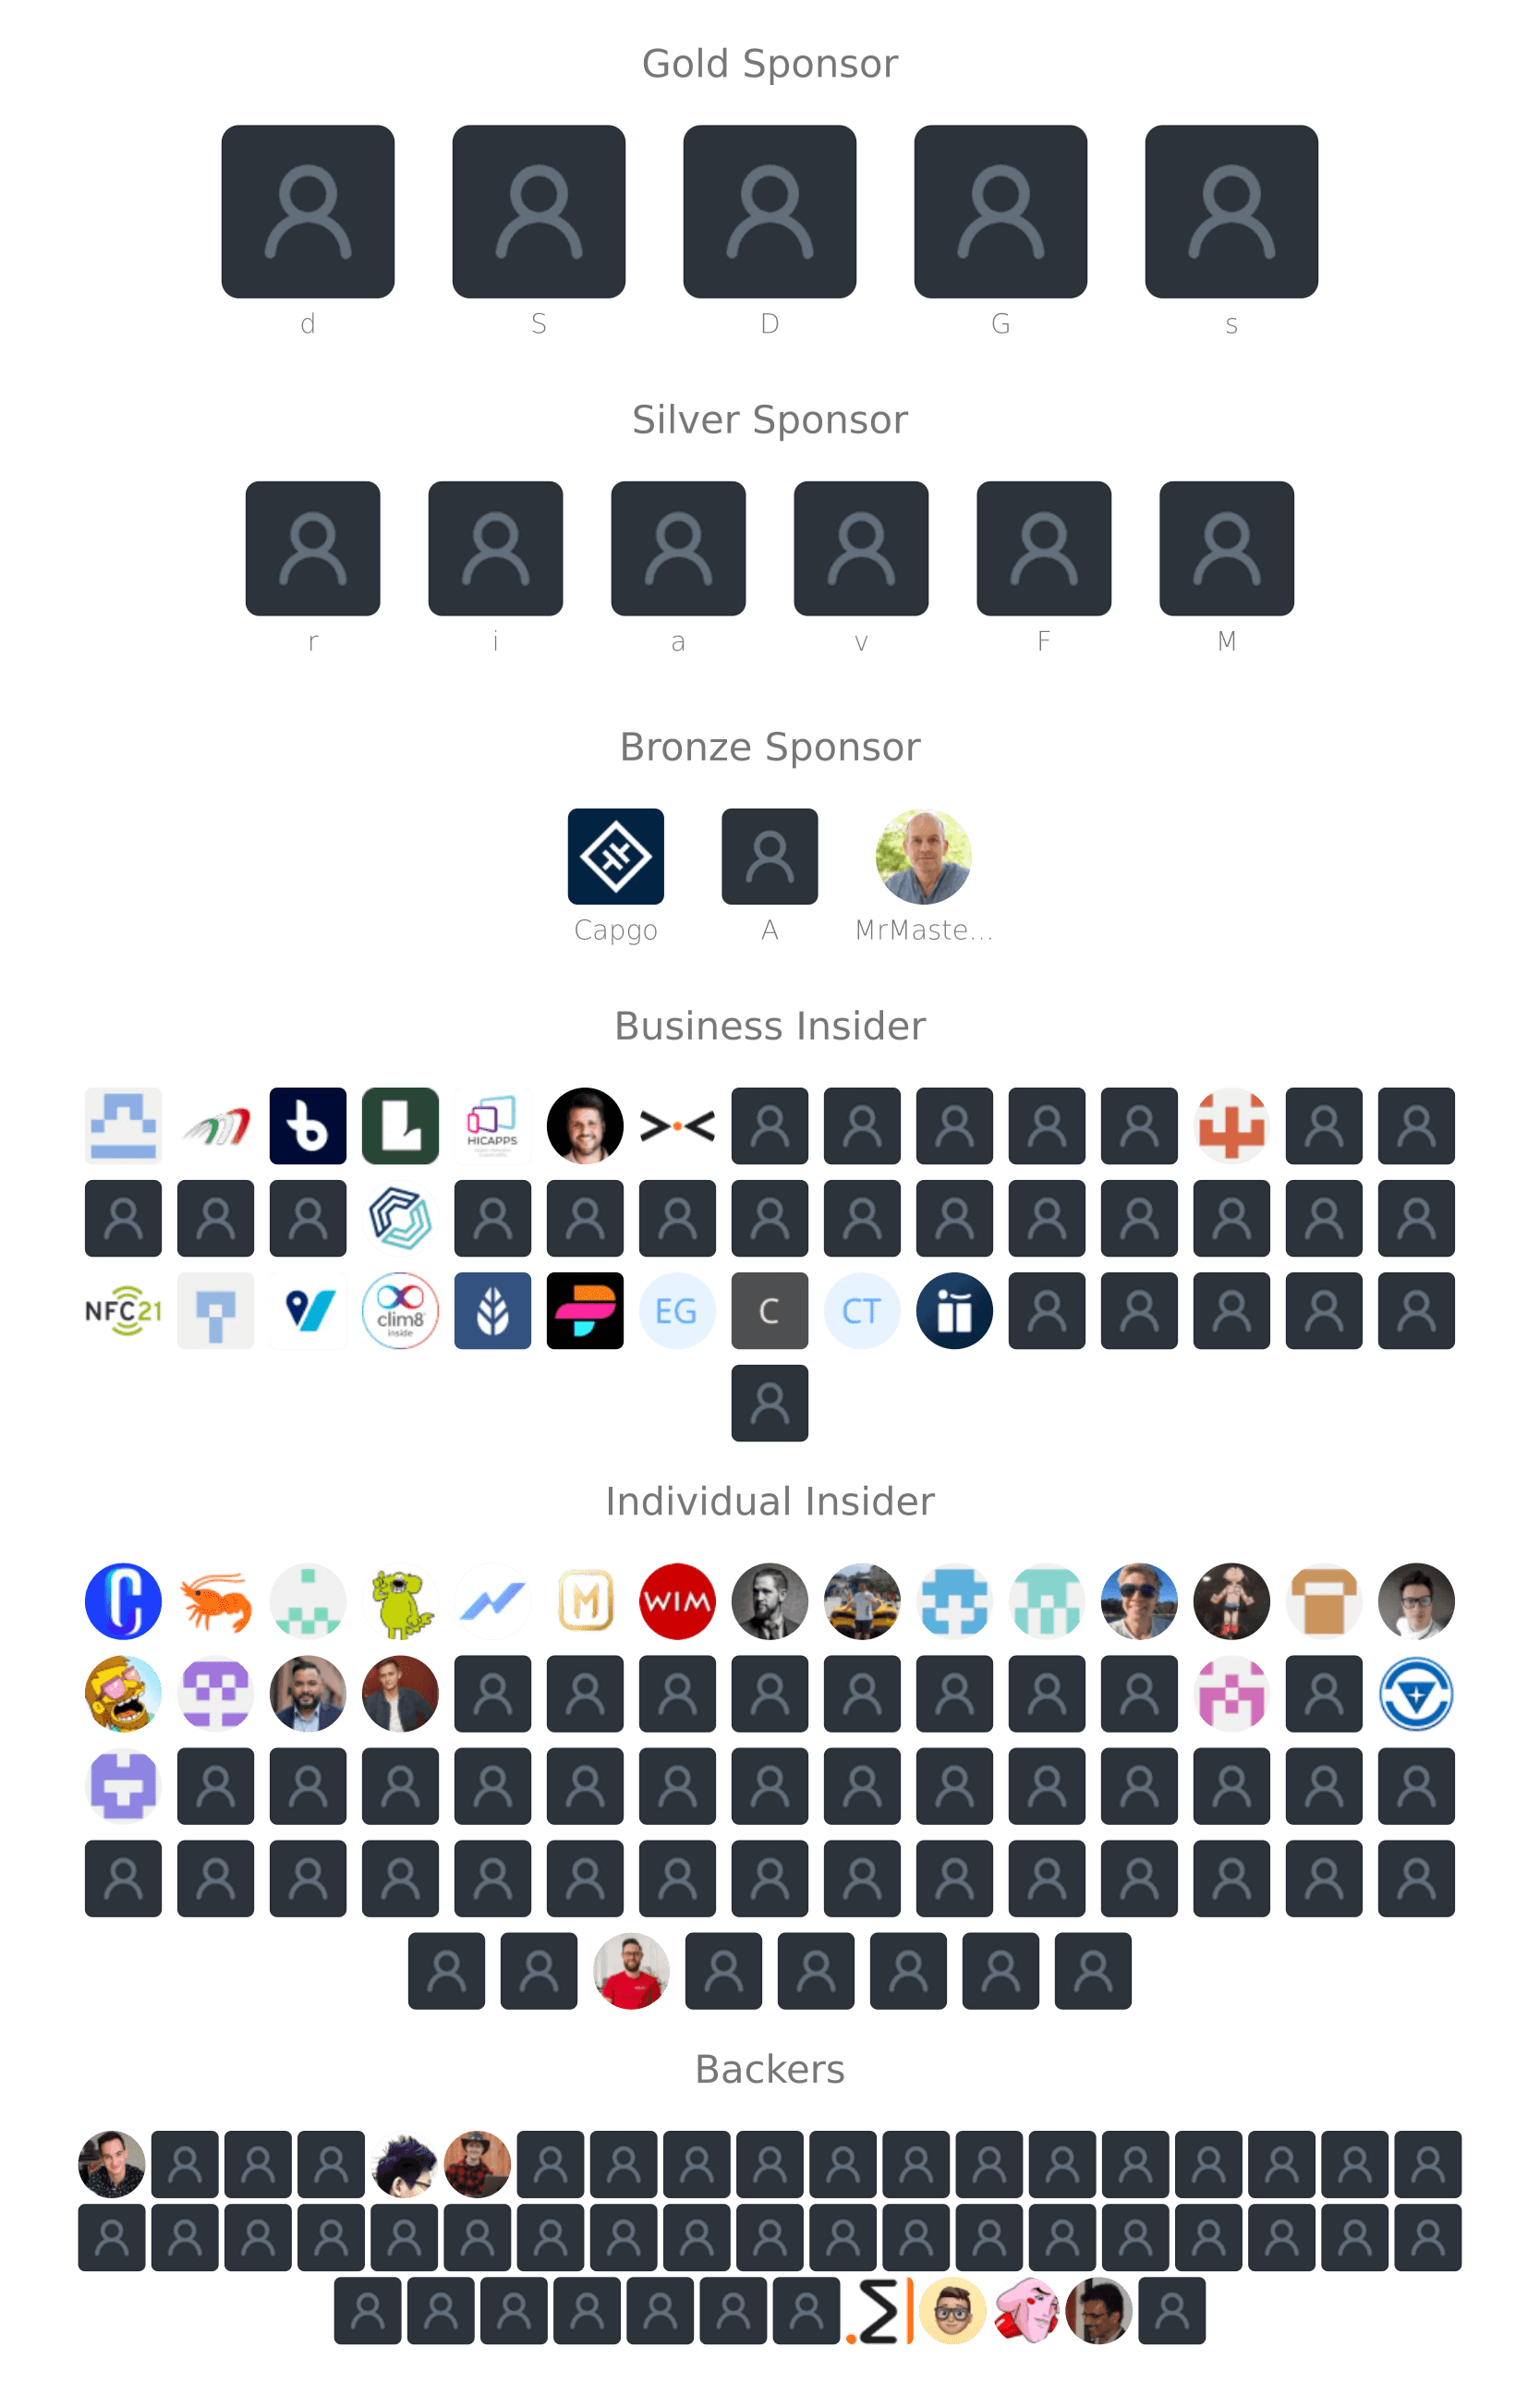 Gold Sponsor
d S D G s
Silver Sponsor
r i a v F M
Bronze Sponsor
Capgo A MrMaste...
Business Insider
HICAPPS
NFC21 clim8 EG C CT
inside
Individual Insider
M WIM
Backers